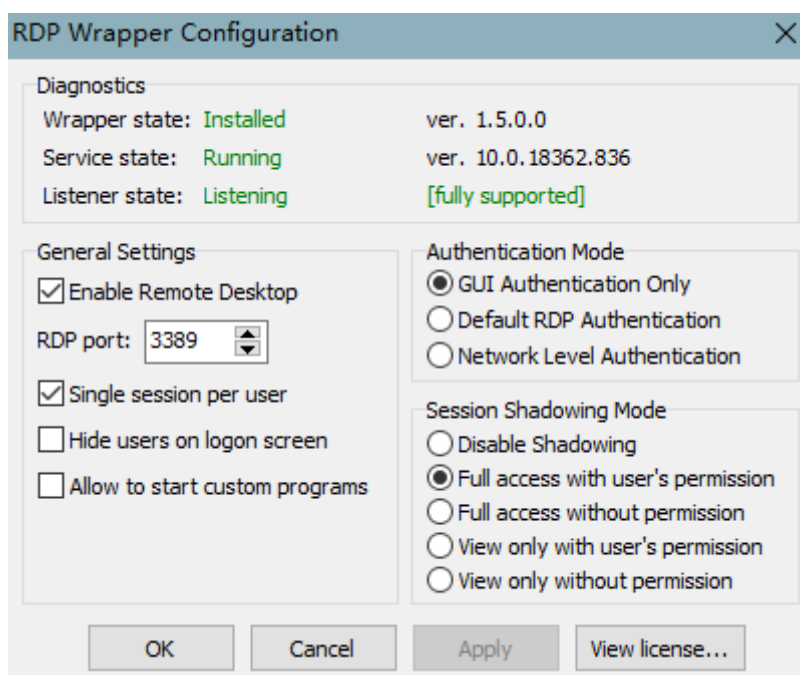 RDP Wrapper Configuration
Diagnostics
Wrapper state: Installed ver. 1.5.0.0
Service state: Running ver. 10.0.18362.836
Listener state: Listening [fully supported]
General Settings
Enable Remote Desktop
RDP port: 3389
Single session per user
Hide users on logon screen
Allow to start custom programs
Authentication Mode
GUI Authentication Only
Default RDP Authentication
Network Level Authentication
Session Shadowing Mode
Disable Shadowing
Full access with user's permission
Full access without permission
View only with user's permission
View only without permission
OK Cancel Apply View license...